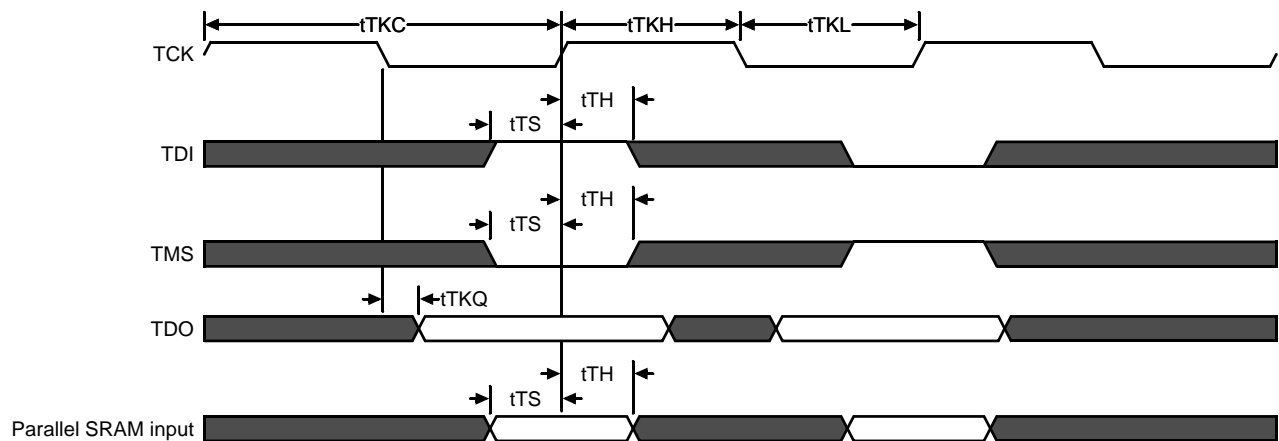 tTKC
tTKH
tTKL
TCK
tTH
tTS
TDI
tTH
tTS
TMS
tTKQ
TDO
tTH
tTS
Parallel SRAM input